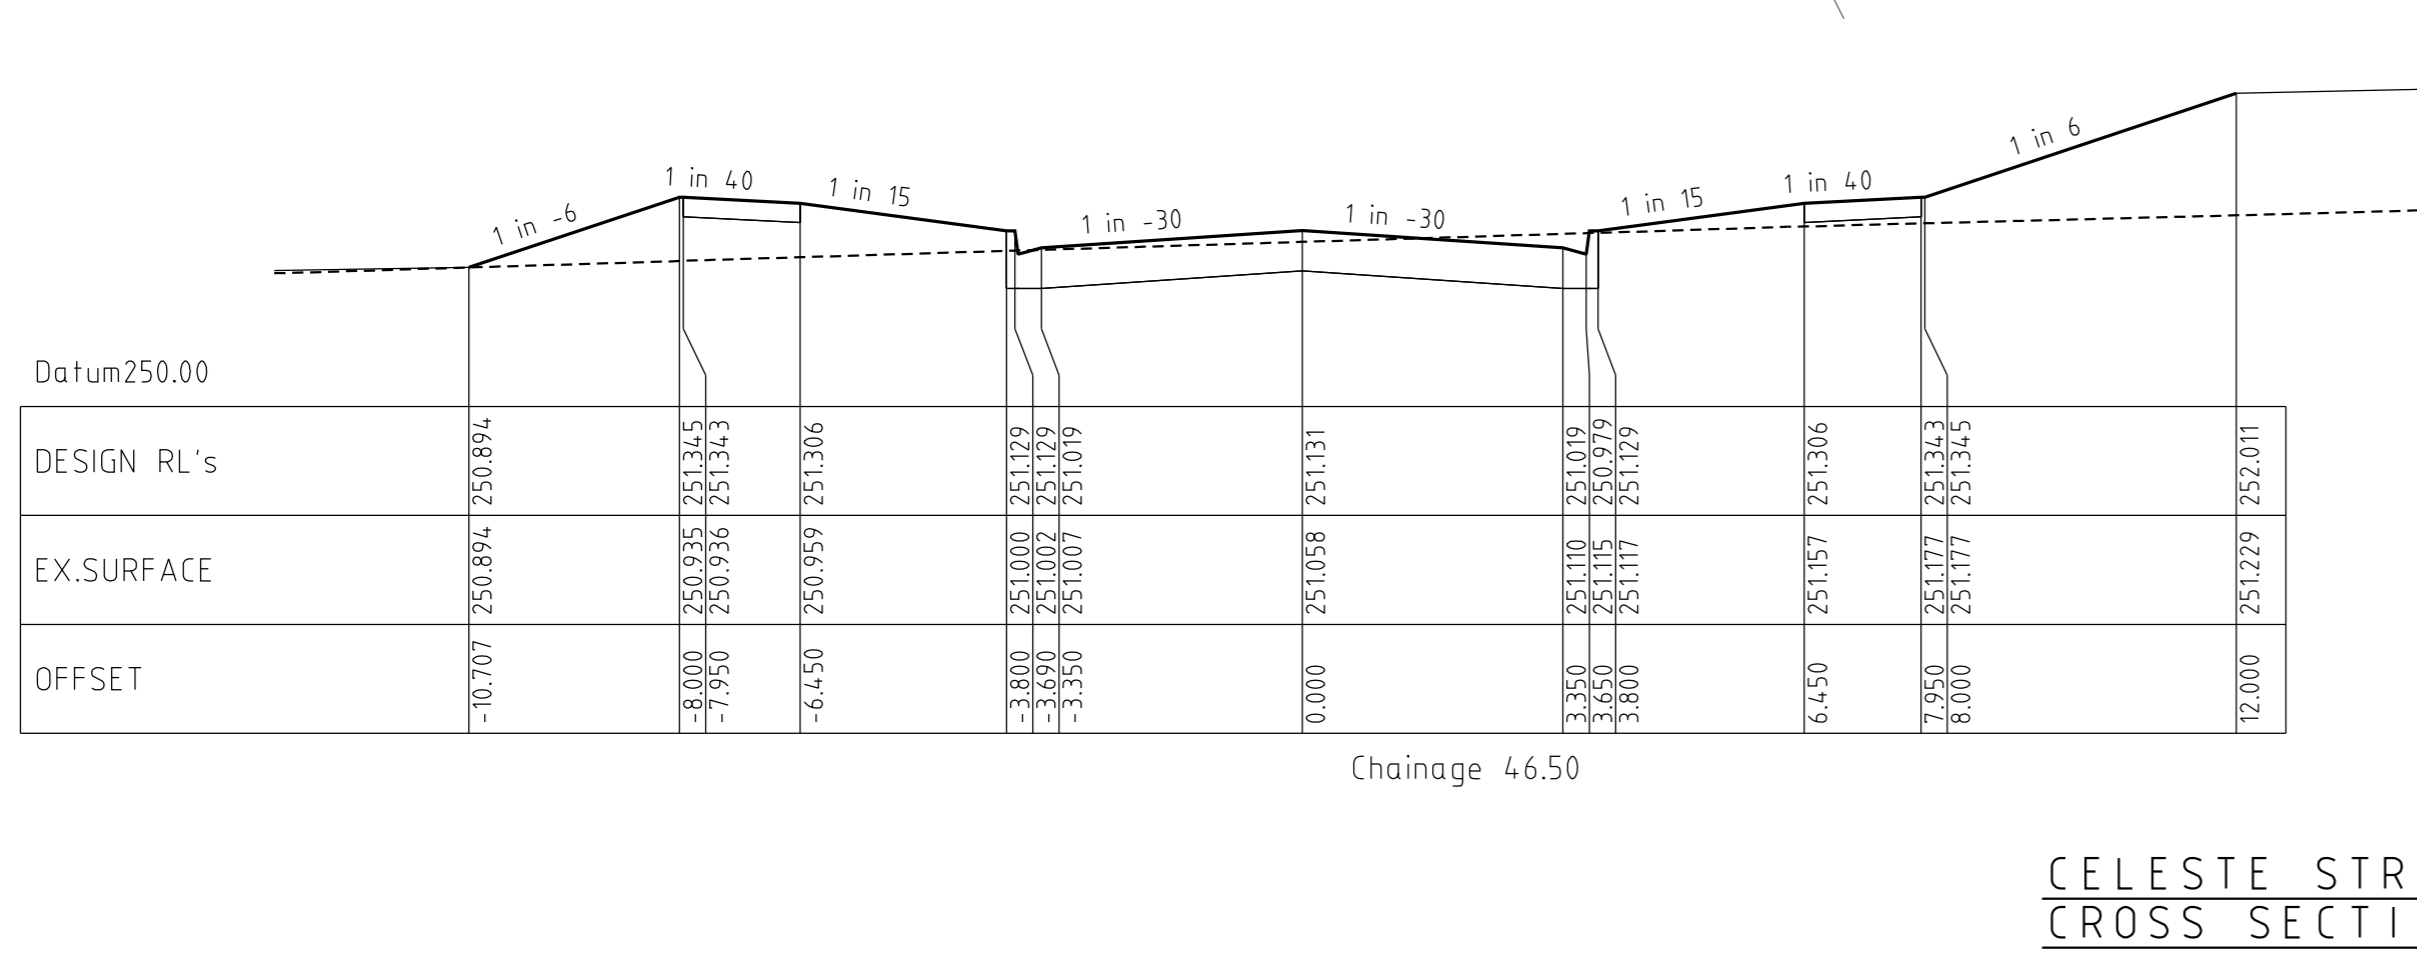 1 in -6
1 in 40
1 in 15
1 in -30
1 in -30
1 in 15
1 in 40
1 in 6
Datum250.00
DESIGN RL's 250.894 251.345 251.343 251.306 251.129 251.129 251.019 251.131 251.019 250.979 251.129 251.306 251.343 251.345 252.011
EX.SURFACE 250.894 250.935 250.936 250.959 251.000 251.002 251.007 251.058 251.110 251.115 251.117 251.157 251.177 251.177 251.229
OFFSET -10.707 -8.000 -7.950 -6.450 -3.800 -3.690 -3.350 0.000 3.350 3.650 3.800 6.450 7.950 8.000 12.000
Chainage 46.50
CELESTE STR
CROSS SECTI